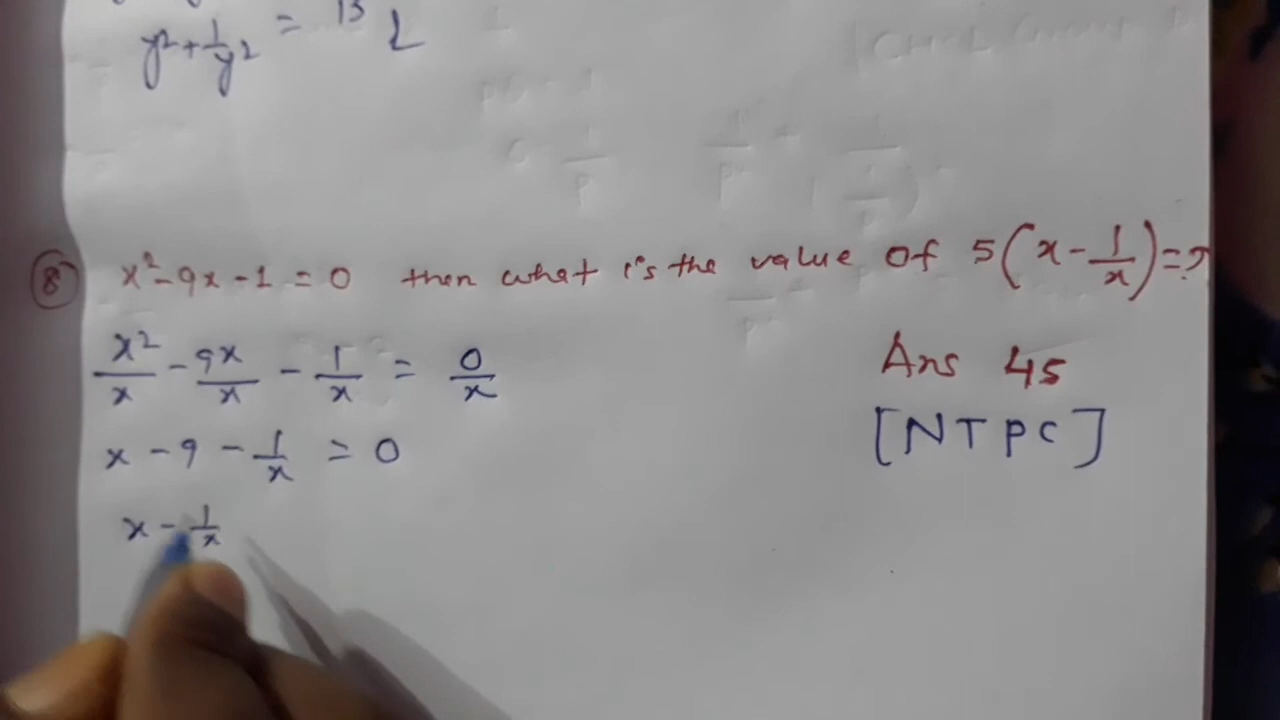 y² + 1/y² = 13 2
⑧ x² - 9x - 1 = 0 then what is the value of 5(x - 1/x) = ?
x²/x - 9x/x - 1/x = 0/x
Ans 45
x - 9 - 1/x = 0
[NTPC]
x - 1/x